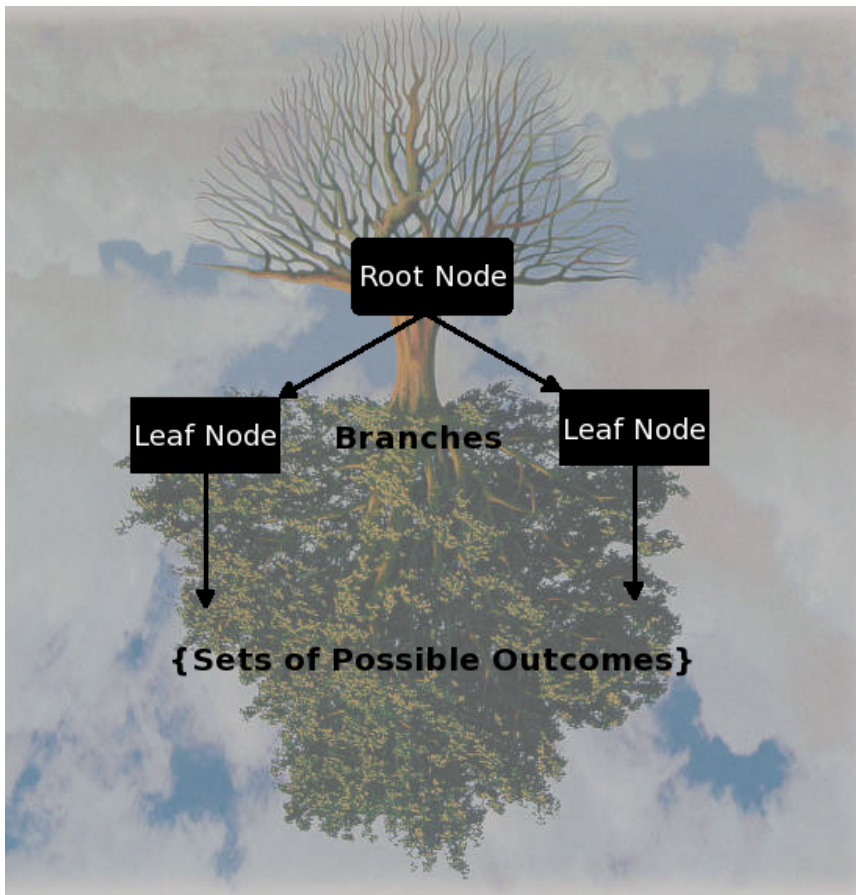 Root Node
Leaf Node
Branches
Leaf Node
{Sets of Possible Outcomes}